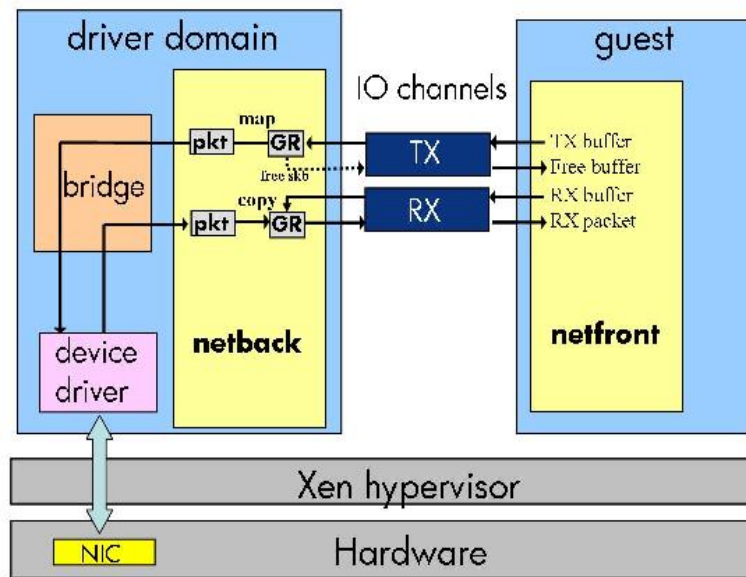 driver domain
guest
IO channels
map
pkt
GR
TX
TX buffer
Free buffer
bridge
free skb
copy
pkt
GR
RX
RX buffer
RX packet
netback
netfront
device
driver
Xen hypervisor
NIC
Hardware